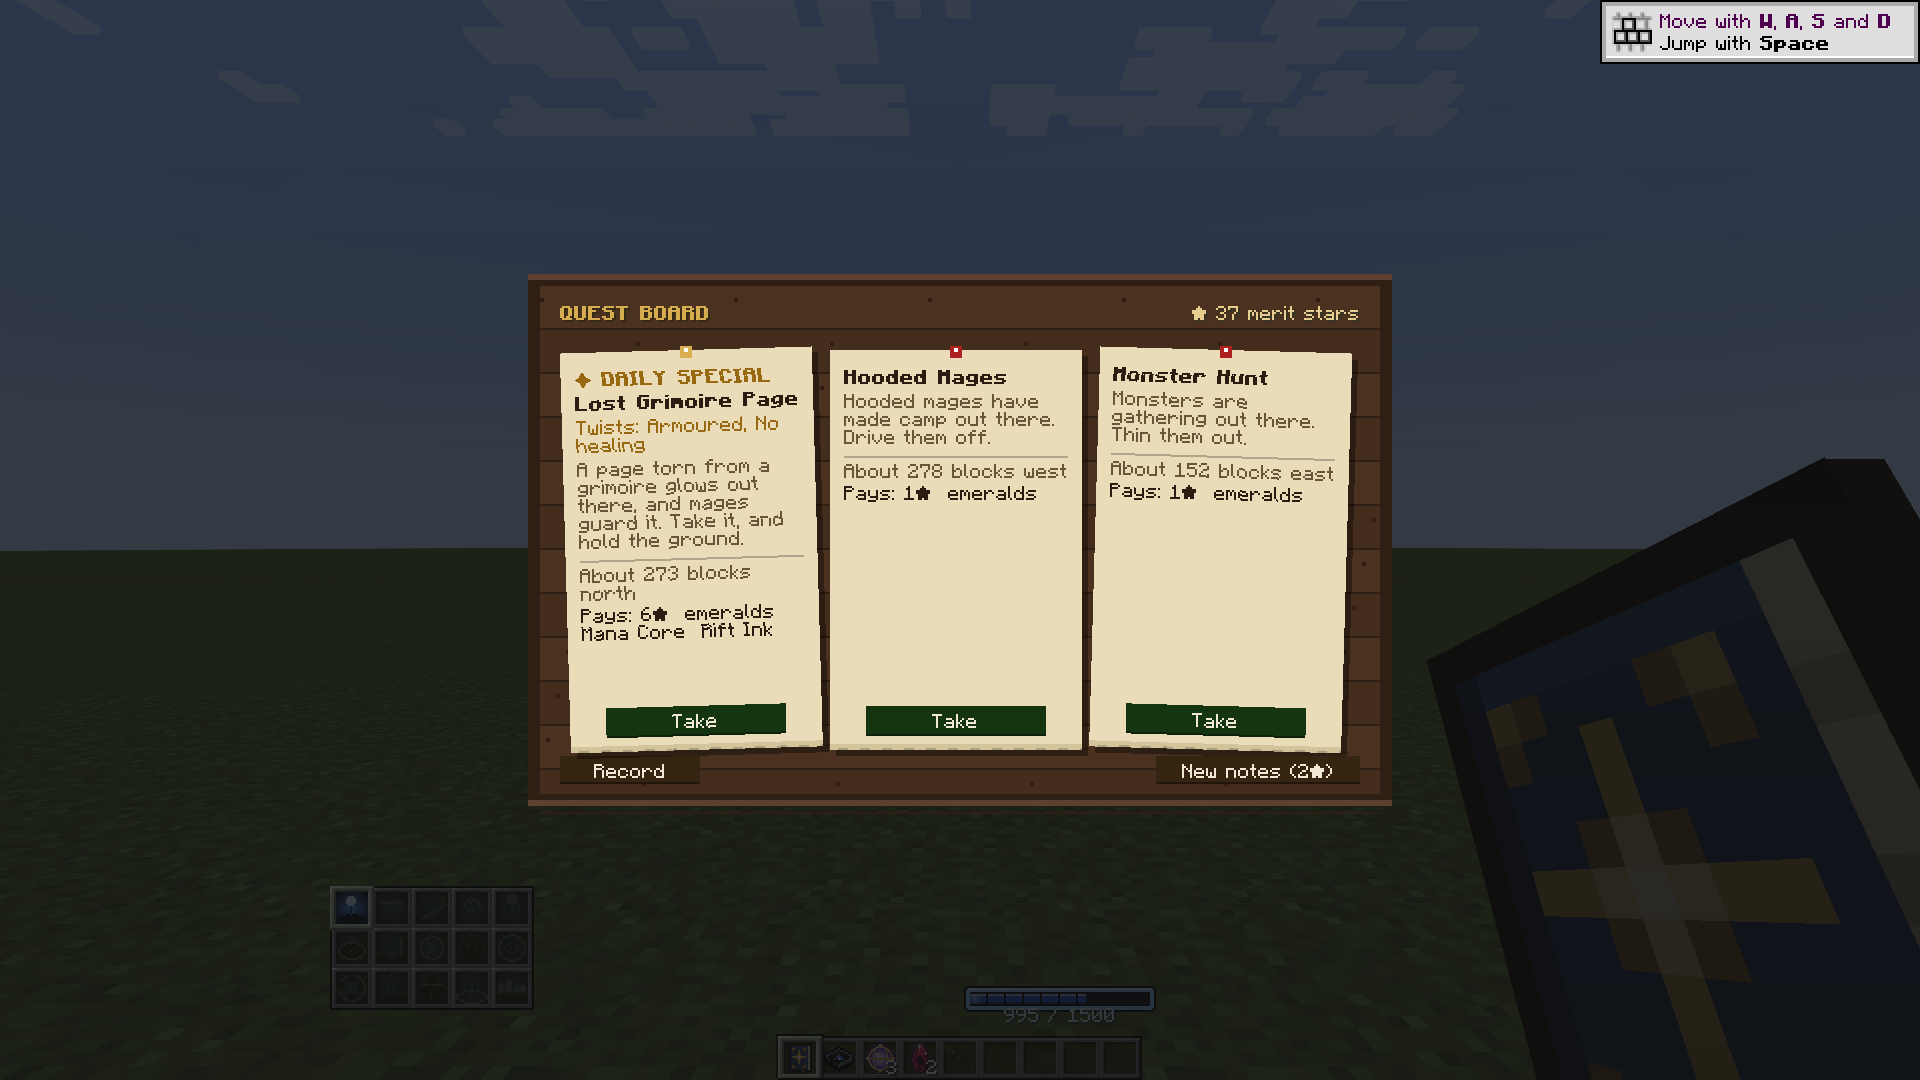 Move with W, A, S and D
Jump with Space
QUEST BOARD
37 merit stars
DAILY SPECIAL
Lost Grimoire Page
Twists: Armoured, No
healing
A page torn from a
grimoire glows out
there, and mages
guard it. Take it, and
hold the ground.
About 273 blocks
north
Pays: 6★ emeralds
Mana Core Rift Ink
Take
Hooded Mages
Hooded mages have
made camp out there.
Drive them off.
About 278 blocks west
Pays: 1★ emeralds
Take
Monster Hunt
Monsters are
gathering out there.
Thin them out.
About 152 blocks east
Pays: 1★ emeralds
Take
Record
New notes (2★)
995 / 1500
3
2